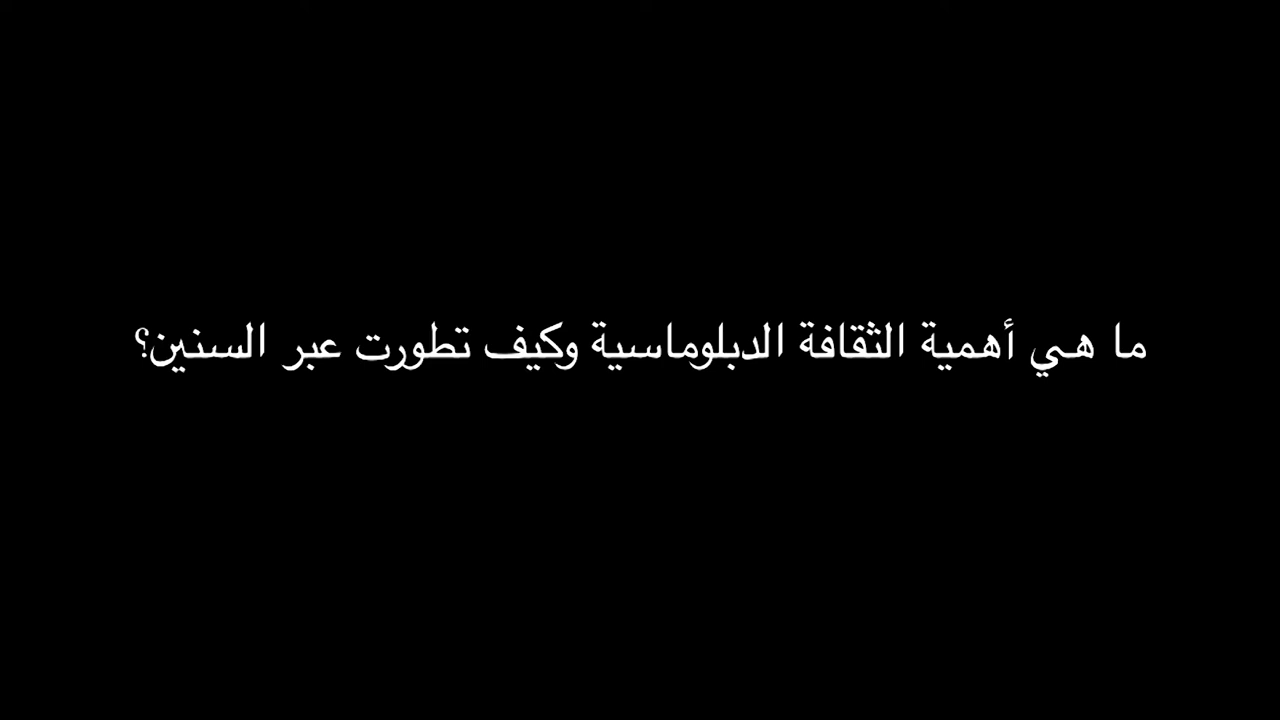 ما هي أهمية الثقافة الدبلوماسية وكيف تطورت عبر السنين؟